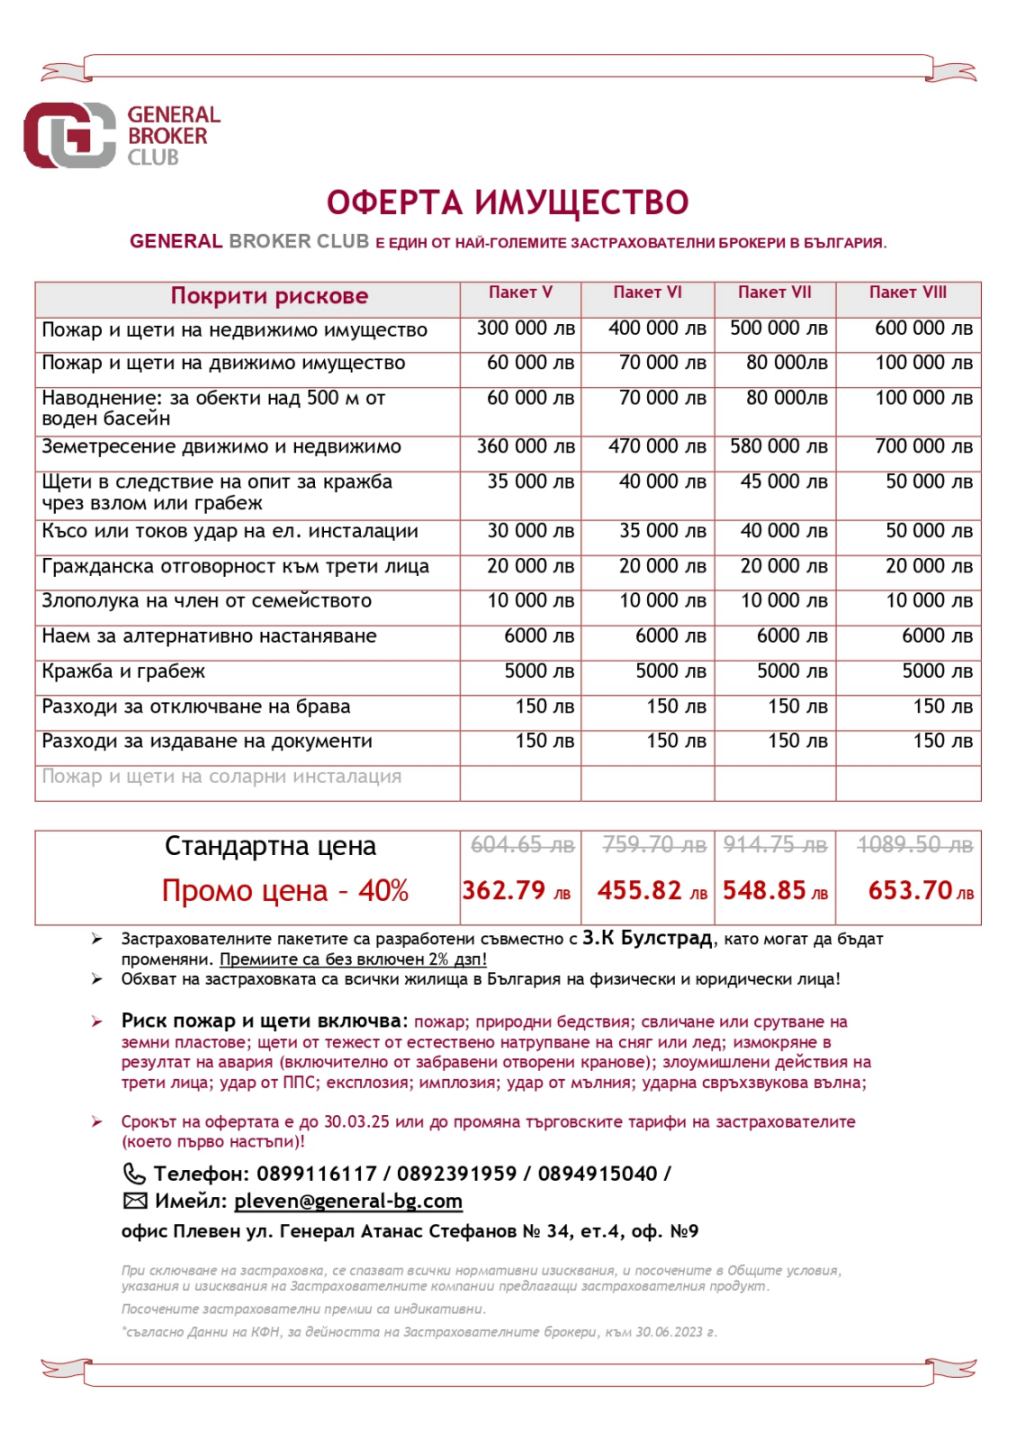 GENERAL
BROKER
CLUB
ОФЕРТА ИМУЩЕСТВО
GENERAL BROKER CLUB Е ЕДИН ОТ НАЙ-ГОЛЕМИТЕ ЗАСТРАХОВАТЕЛНИ БРОКЕРИ В БЪЛГАРИЯ.
Покрити рискове Пакет V Пакет VI Пакет VII Пакет VIII
Пожар и щети на недвижимо имущество 300 000 лв 400 000 лв 500 000 лв 600 000 лв
Пожар и щети на движимо имущество 60 000 лв 70 000 лв 80 000лв 100 000 лв
Наводнение: за обекти над 500 м от 60 000 лв 70 000 лв 80 000лв 100 000 лв
воден басейн
Земетресение движимо и недвижимо 360 000 лв 470 000 лв 580 000 лв 700 000 лв
Щети в следствие на опит за кражба 35 000 лв 40 000 лв 45 000 лв 50 000 лв
чрез взлом или грабеж
Късо или токов удар на ел. инсталации 30 000 лв 35 000 лв 40 000 лв 50 000 лв
Гражданска отговорност към трети лица 20 000 лв 20 000 лв 20 000 лв 20 000 лв
Злополука на член от семейството 10 000 лв 10 000 лв 10 000 лв 10 000 лв
Наем за алтернативно настаняване 6000 лв 6000 лв 6000 лв 6000 лв
Кражба и грабеж 5000 лв 5000 лв 5000 лв 5000 лв
Разходи за отключване на брава 150 лв 150 лв 150 лв 150 лв
Разходи за издаване на документи 150 лв 150 лв 150 лв 150 лв
Пожар и щети на соларни инсталация
Стандартна цена 604.65 лв 759.70 лв 914.75 лв 1089.50 лв
Промо цена - 40% 362.79 лв 455.82 лв 548.85 лв 653.70 лв
Застрахователните пакетите са разработени съвместно с З.К Булстрад, като могат да бъдат
променяни. Премиите са без включен 2% дзп!
Обхват на застраховката са всички жилища в България на физически и юридически лица!
Риск пожар и щети включва: пожар; природни бедствия; свличане или срутване на
земни пластове; щети от тежест от естествено натрупване на сняг или лед; измокряне в
резултат на авария (включително от забравени отворени кранове); злоумишлени действия на
трети лица; удар от ППС; експлозия; имплозия; удар от мълния; ударна свръхзвукова вълна;
Срокът на офертата е до 30.03.25 или до промяна търговските тарифи на застрахователите
(което първо настъпи)!
Телефон: 0899116117 / 0892391959 / 0894915040 /
Имейл: pleven@general-bg.com
офис Плевен ул. Генерал Атанас Стефанов № 34, ет.4, оф. №9
При сключване на застраховка, се спазват всички нормативни изисквания, и посочените в Общите условия,
указания и изисквания на Застрахователните компании предлагащи застрахователния продукт.
Посочените застрахователни премии са индикативни.
*съгласно Данни на КФН, за дейността на Застрахователните брокери, към 30.06.2023 г.